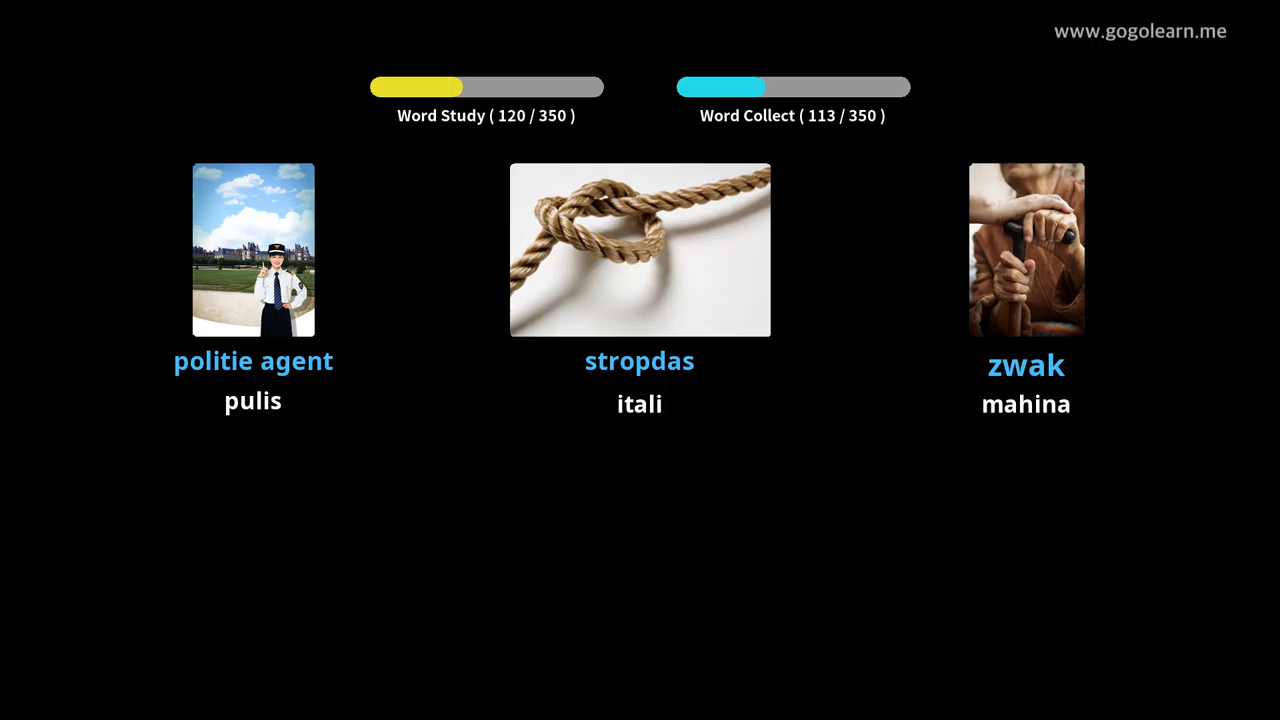 www.gogolearn.me
Word Study ( 120 / 350 )
Word Collect ( 113 / 350 )
politie agent
stropdas
zwak
pulis
itali
mahina